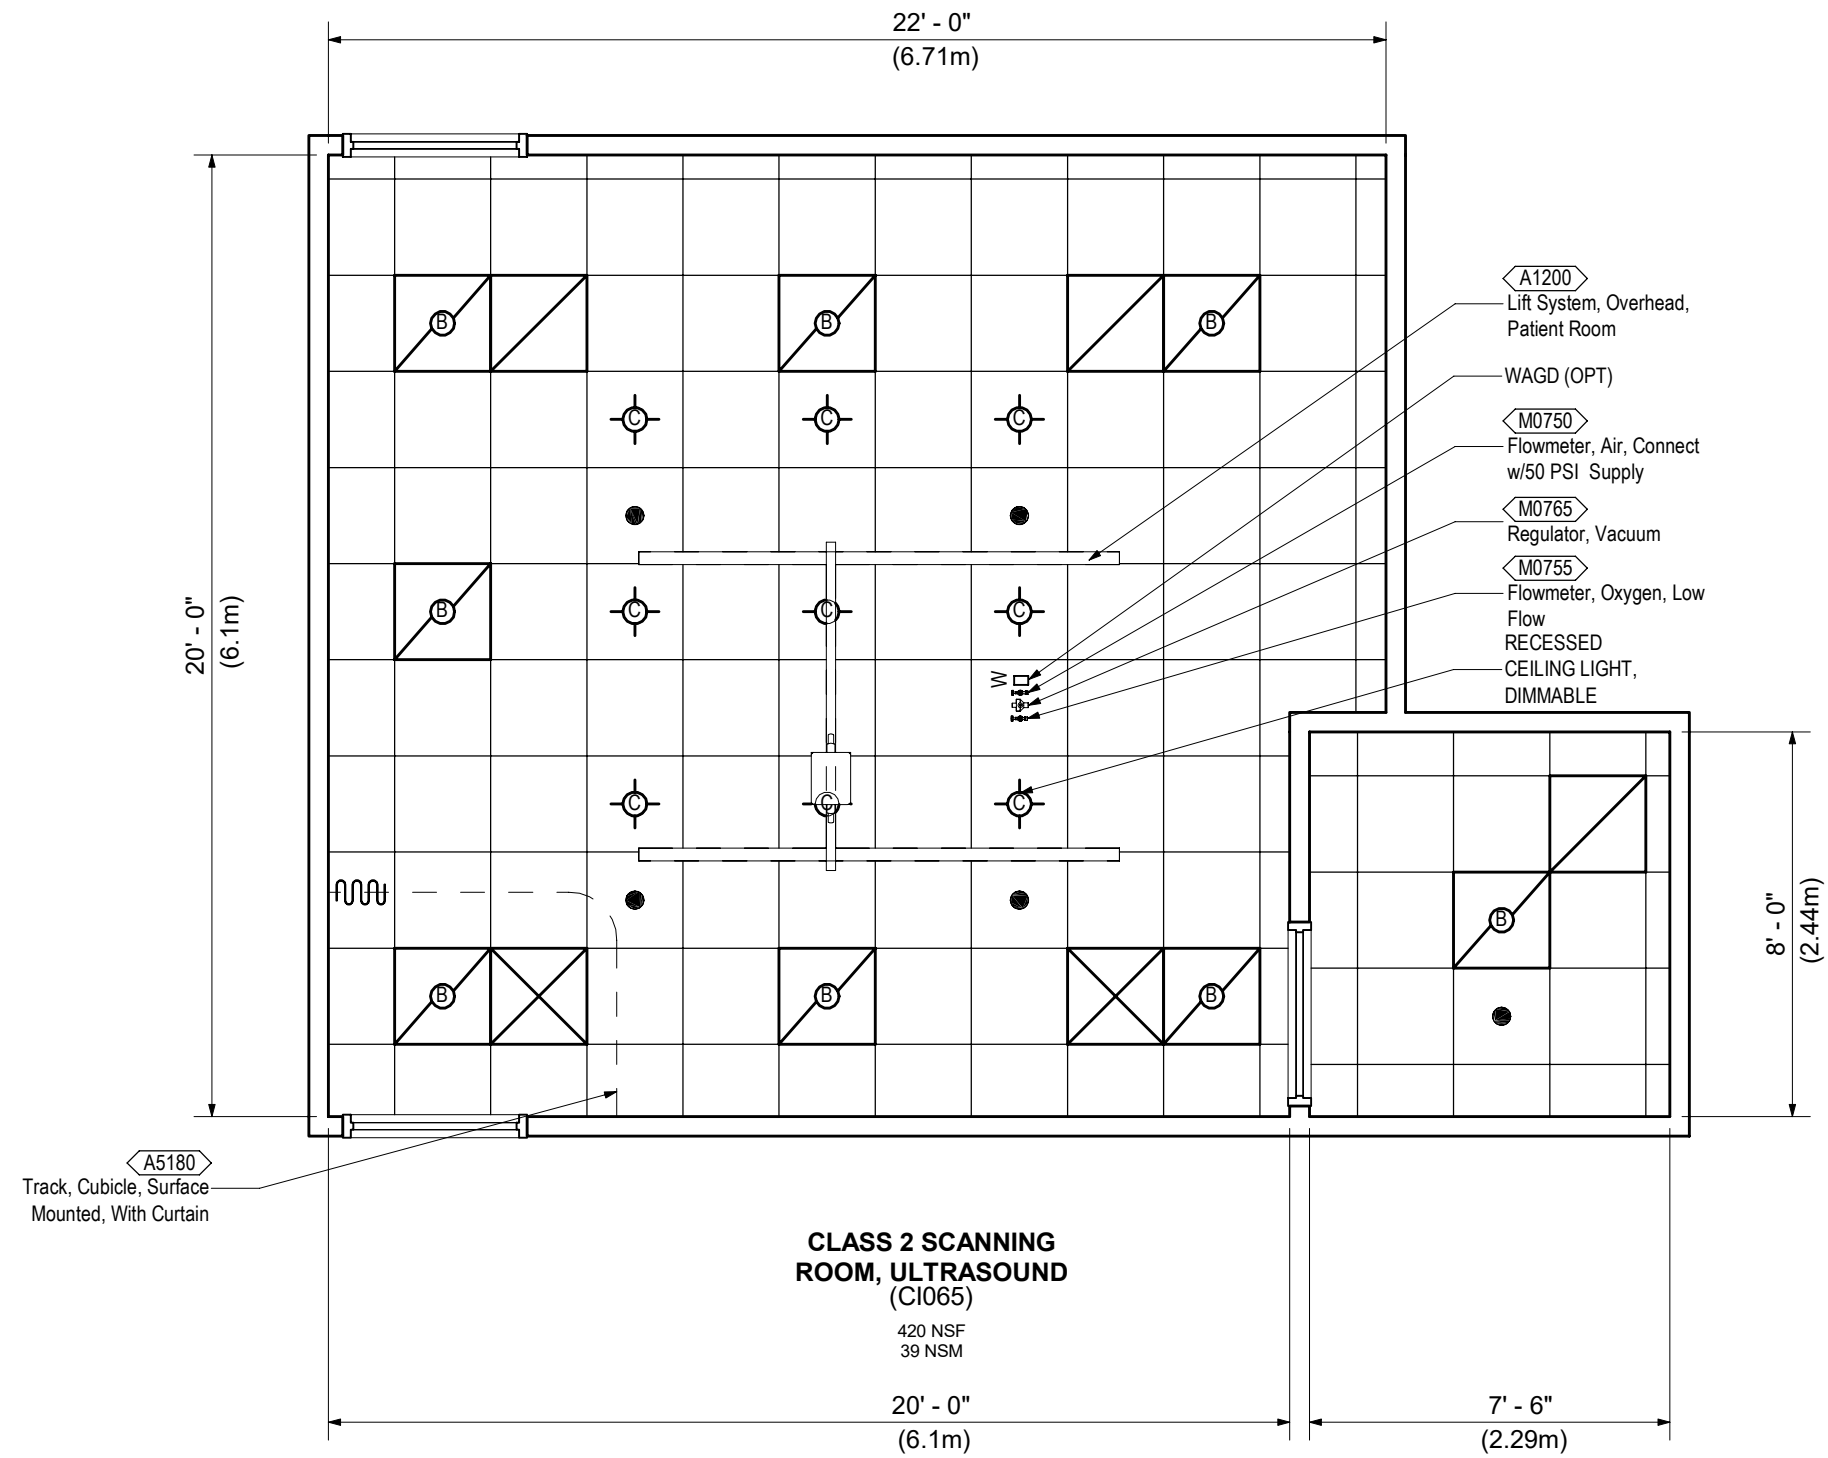 22' - 0"
(6.71m)
A1200
Lift System, Overhead,
Patient Room
WAGD (OPT)
M0750
Flowmeter, Air, Connect
w/50 PSI Supply
M0765
Regulator, Vacuum
M0755
Flowmeter, Oxygen, Low
Flow
RECESSED
CEILING LIGHT,
DIMMABLE
B
B
B
C
C
C
20' - 0"
(6.1m)
B
C
C
C
W
C
C
C
B
8' - 0"
(2.44m)
B
B
B
A5180
Track, Cubicle, Surface
Mounted, With Curtain
CLASS 2 SCANNING
ROOM, ULTRASOUND
(CI065)
420 NSF
39 NSM
20' - 0"
(6.1m)
7' - 6"
(2.29m)